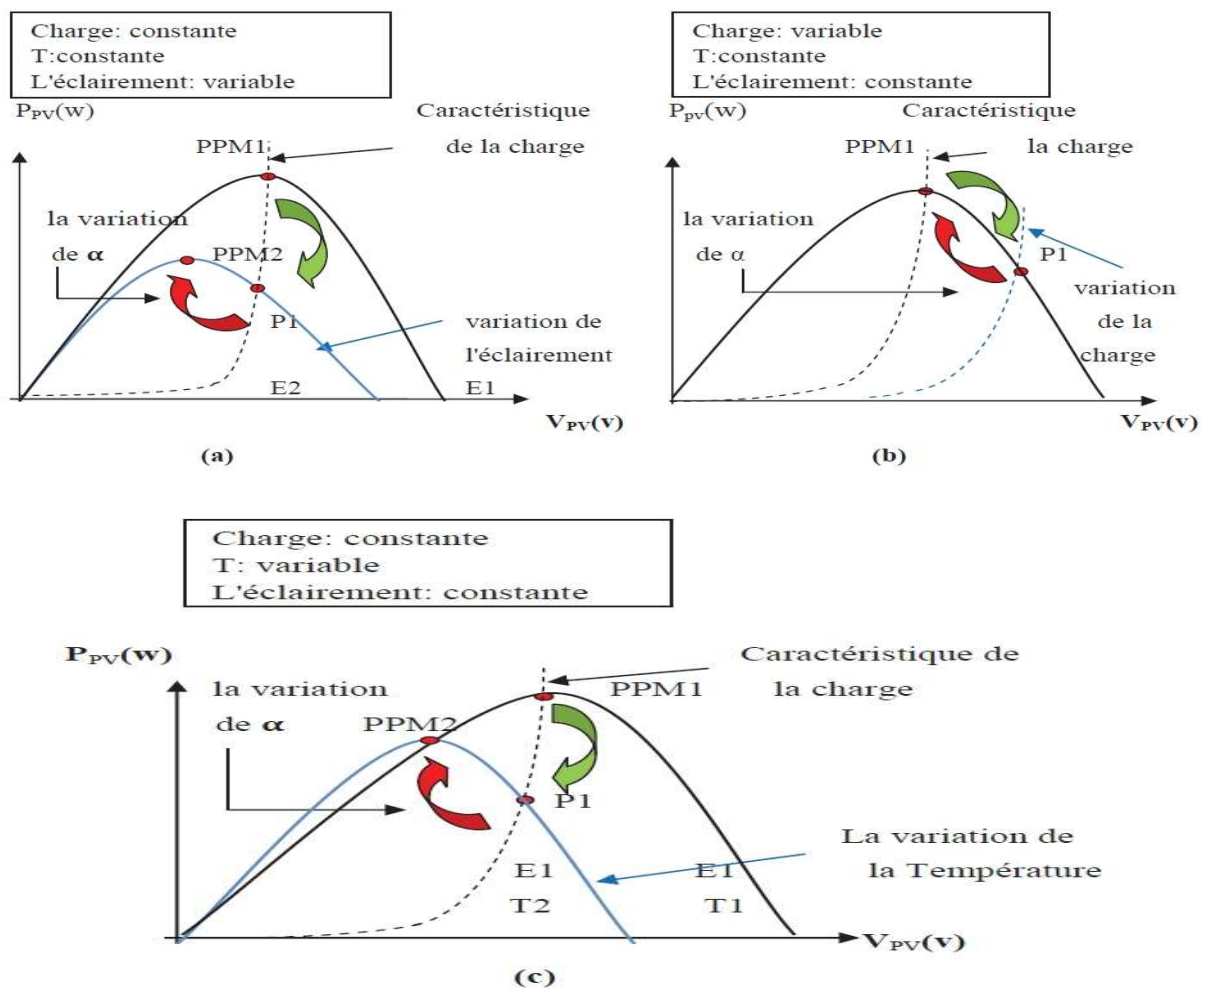 Charge: constante
T:constante
L'éclairement: variable
P_PV(w)
Caractéristique
de la charge
PPM1
la variation
de α
PPM2
P1
variation de
l'éclairement
E2
E1
V_PV(v)
(a)
Charge: variable
T:constante
L'éclairement: constante
P_pv(w)
Caractéristique
la charge
PPM1
la variation
de α
P1
variation
de la
charge
V_PV(v)
(b)
Charge: constante
T: variable
L'éclairement: constante
P_PV(w)
Caractéristique de
la charge
la variation
de α
PPM2
PPM1
P1
La variation de
la Température
E1
T2
E1
T1
V_PV(v)
(c)